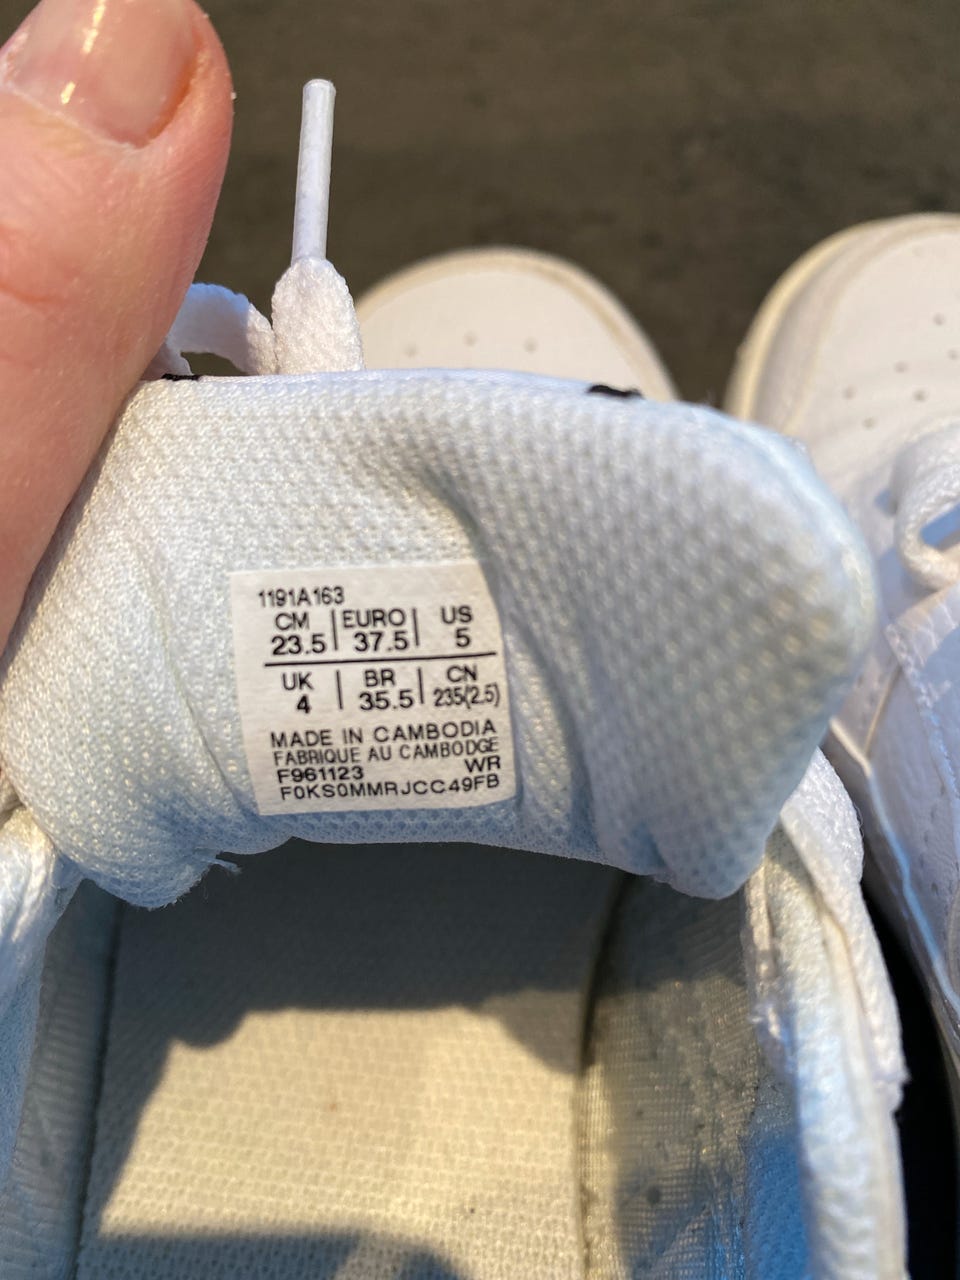 1191A163
CM | EURO | US
23.5 | 37.5 | 5
UK | BR | CN
4 | 35.5 | 235(2.5)
MADE IN CAMBODIA
FABRIQUE AU CAMBODGE
F961123 WR
F0KS0MMRJCC49FB